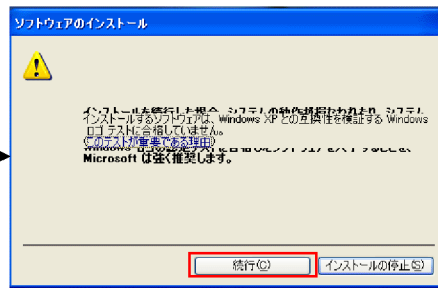 ソフトウェアのインストール
インストールするソフトウェアは、Windows XP との互換性を検証する Windows
ロゴ テストに合格していません。
(このテストが重要である理由)
Microsoft は強く推奨します。
続行(C)
インストールの停止(S)